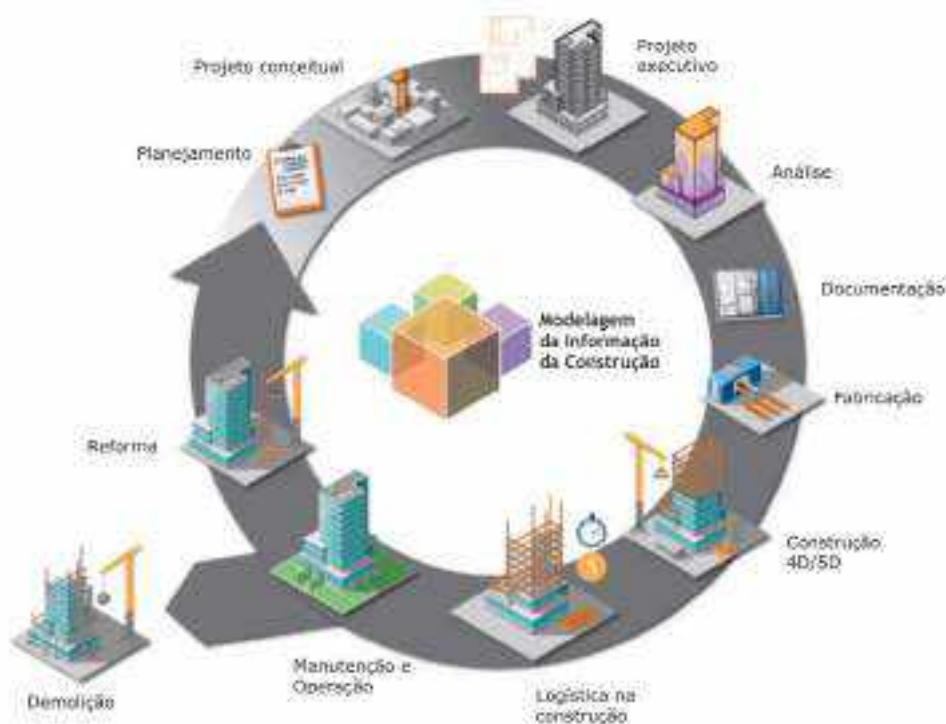 Projeto conceitual
Projeto
executivo
Planejamento
Análise
Documentação
Modelagem
da Informação
da Construção
Fabricação
Reforma
Construção
4D/5D
Manutenção e
Operação
Logística na
construção
Demolição